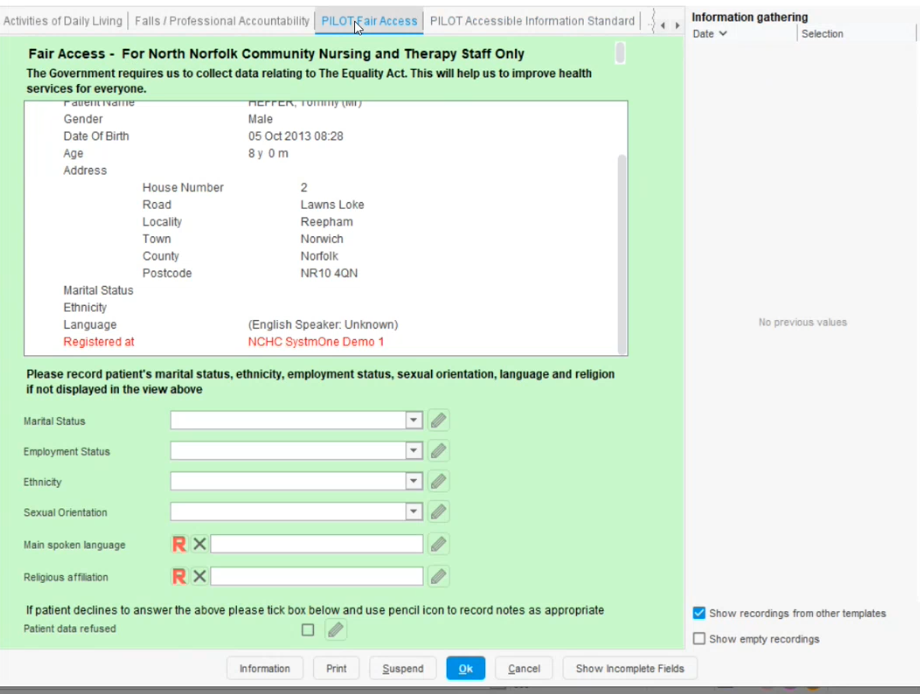 Activities of Daily Living
Falls / Professional Accountability
PILOT Fair Access
PILOT Accessible Information Standard
Fair Access - For North Norfolk Community Nursing and Therapy Staff Only
The Government requires us to collect data relating to The Equality Act. This will help us to improve health
services for everyone.
Patient Name HEFFER, Tommy (Mr)
Gender Male
Date Of Birth 05 Oct 2013 08:28
Age 8 y 0 m
Address
House Number 2
Road Lawns Loke
Locality Reepham
Town Norwich
County Norfolk
Postcode NR10 4QN
Marital Status
Ethnicity
Language (English Speaker: Unknown)
Registered at NCHC SystmOne Demo 1
Please record patient's marital status, ethnicity, employment status, sexual orientation, language and religion
if not displayed in the view above
Marital Status
Employment Status
Ethnicity
Sexual Orientation
Main spoken language R
Religious affiliation R
If patient declines to answer the above please tick box below and use pencil icon to record notes as appropriate
Patient data refused
Information Print Suspend Ok Cancel Show Incomplete Fields
Information gathering
Date Selection
No previous values
Show recordings from other templates
Show empty recordings